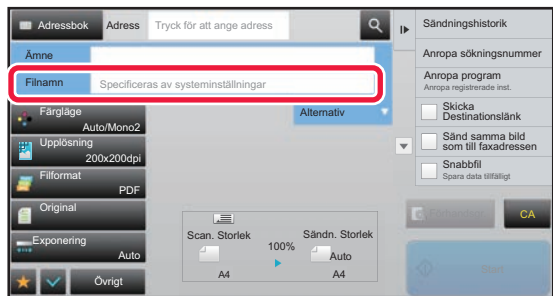 Adressbok
Adress
Tryck för att ange adress
Ämne
Filnamn
Specificeras av systeminställningar
Färgläge
Auto/Mono2
Alternativ
Upplösning
200x200dpi
Filformat
PDF
Original
Exponering
Auto
Övrigt
Scan. Storlek
A4
100%
Sändn. Storlek
Auto
A4
Sändningshistorik
Anropa sökningsnummer
Anropa program
Anropa registrerade inst.
Skicka
Destinationslänk
Sänd samma bild
som till faxadressen
Snabbfil
Spara data tillfälligt
CA
Start